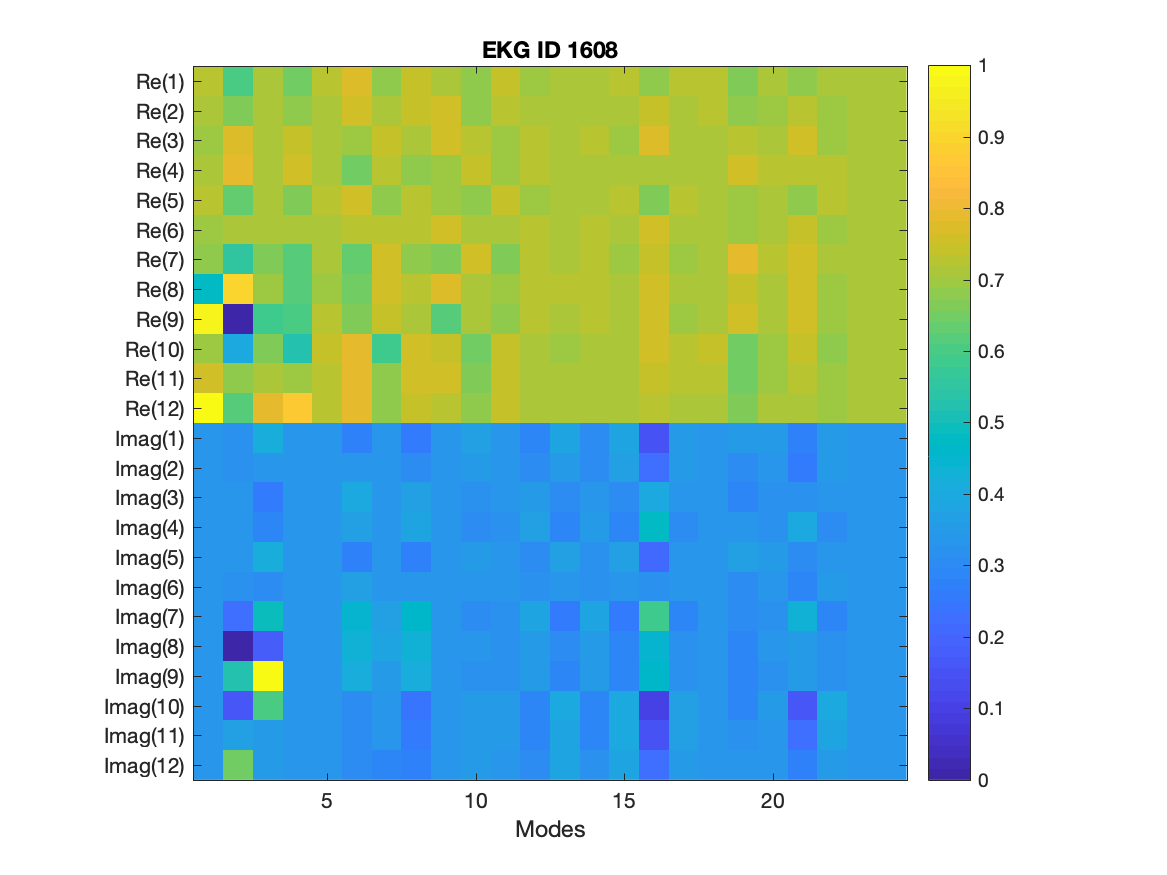 EKG ID 1608
Re(1)
Re(2)
Re(3)
Re(4)
Re(5)
Re(6)
Re(7)
Re(8)
Re(9)
Re(10)
Re(11)
Re(12)
Imag(1)
Imag(2)
Imag(3)
Imag(4)
Imag(5)
Imag(6)
Imag(7)
Imag(8)
Imag(9)
Imag(10)
Imag(11)
Imag(12)
5 10 15 20
Modes
1
0.9
0.8
0.7
0.6
0.5
0.4
0.3
0.2
0.1
0